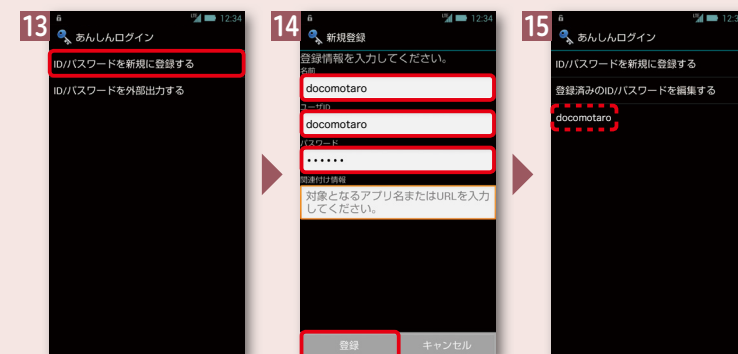 13
12:34
あんしんログイン
ID/パスワードを新規に登録する
ID/パスワードを外部出力する
14
12:34
新規登録
登録情報を入力してください。
名前
docomotaro
ユーザID
docomotaro
パスワード
••••••
関連付け情報
対象となるアプリ名またはURLを入力
してください。
登録
キャンセル
15
あんしんログイン
ID/パスワードを新規に登録する
登録済みのID/パスワードを編集する
docomotaro